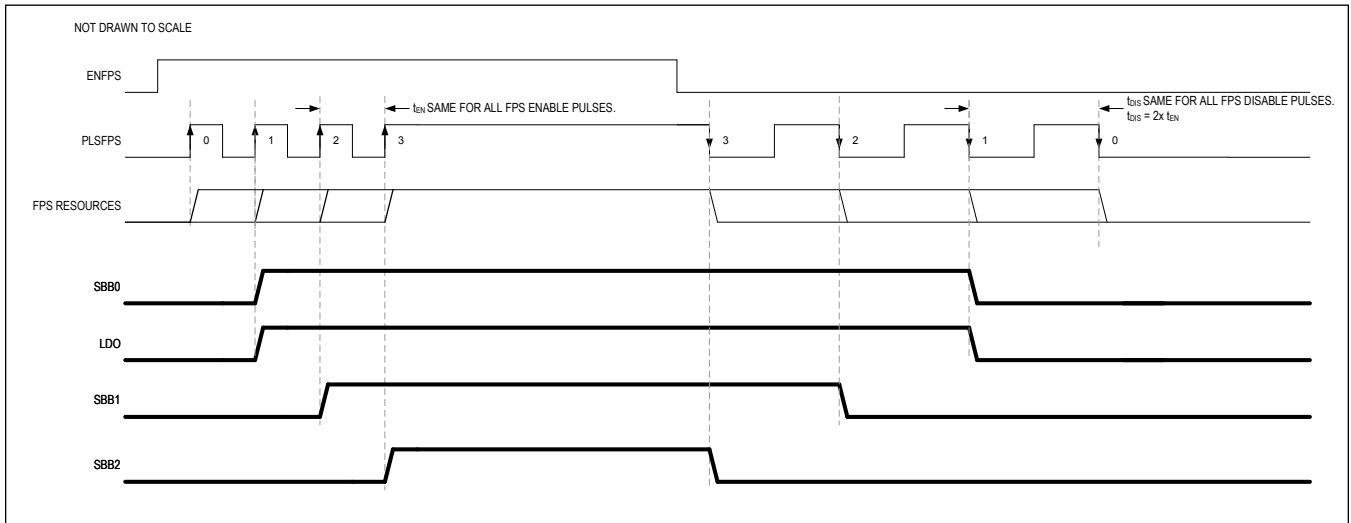 NOT DRAWN TO SCALE
ENFPS
tEN SAME FOR ALL FPS ENABLE PULSES.
tDIS SAME FOR ALL FPS DISABLE PULSES.
tDIS = 2x tEN
PLSFPS
0 1 2 3 3 2 1 0
FPS RESOURCES
SBB0
LDO
SBB1
SBB2